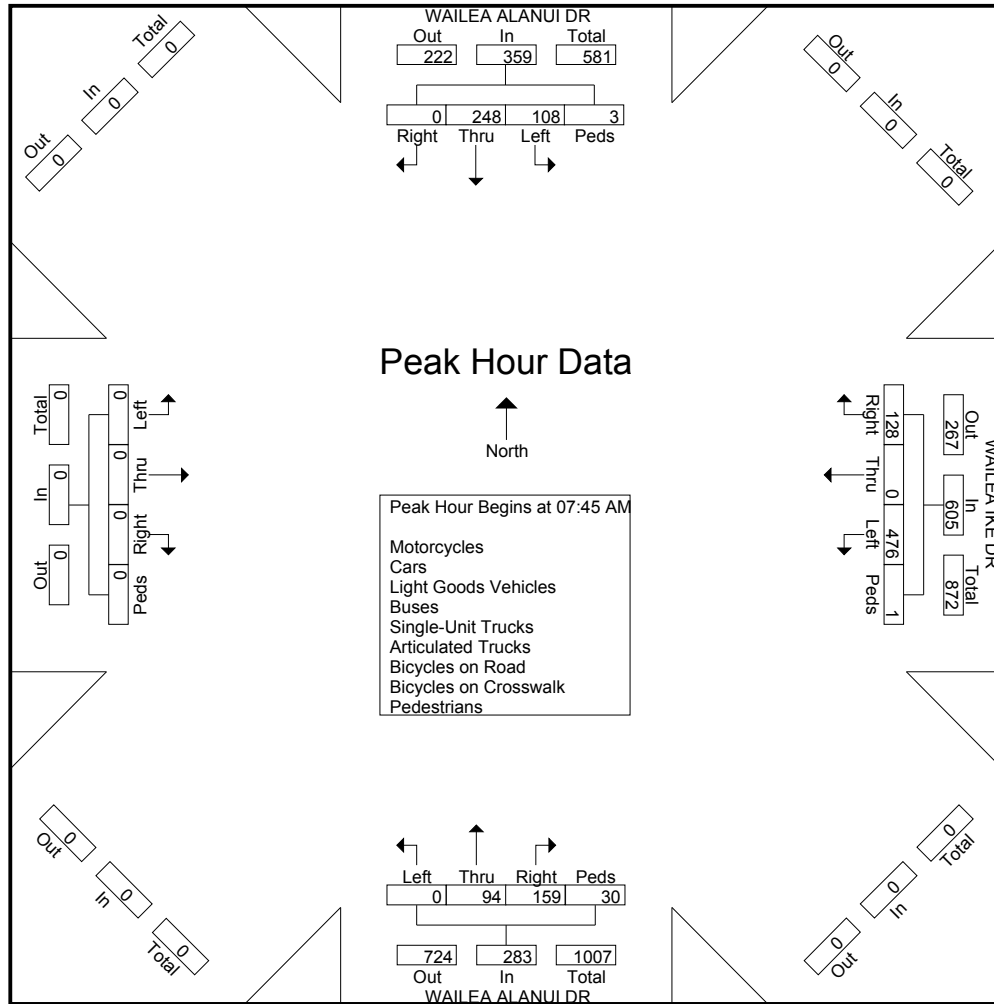 WAILEA ALANUI DR
Out In Total
222 359 581
0 248 108 3
Right Thru Left Peds
Total
0
In
0
Out
0
Out
0
In
0
Total
0
Peak Hour Data
North
Peak Hour Begins at 07:45 AM
Motorcycles
Cars
Light Goods Vehicles
Buses
Single-Unit Trucks
Articulated Trucks
Bicycles on Road
Bicycles on Crosswalk
Pedestrians
Left Thru Right Peds
0 0 0 0
Total In Out
0 0 0
WAILEA IKE DR
Out In Total
267 605 872
128 0 476 1
Right Thru Left Peds
0
Out
0
In
0
Total
0
Total
0
In
0
Out
Left Thru Right Peds
0 94 159 30
724 283 1007
Out In Total
WAILEA ALANUI DR